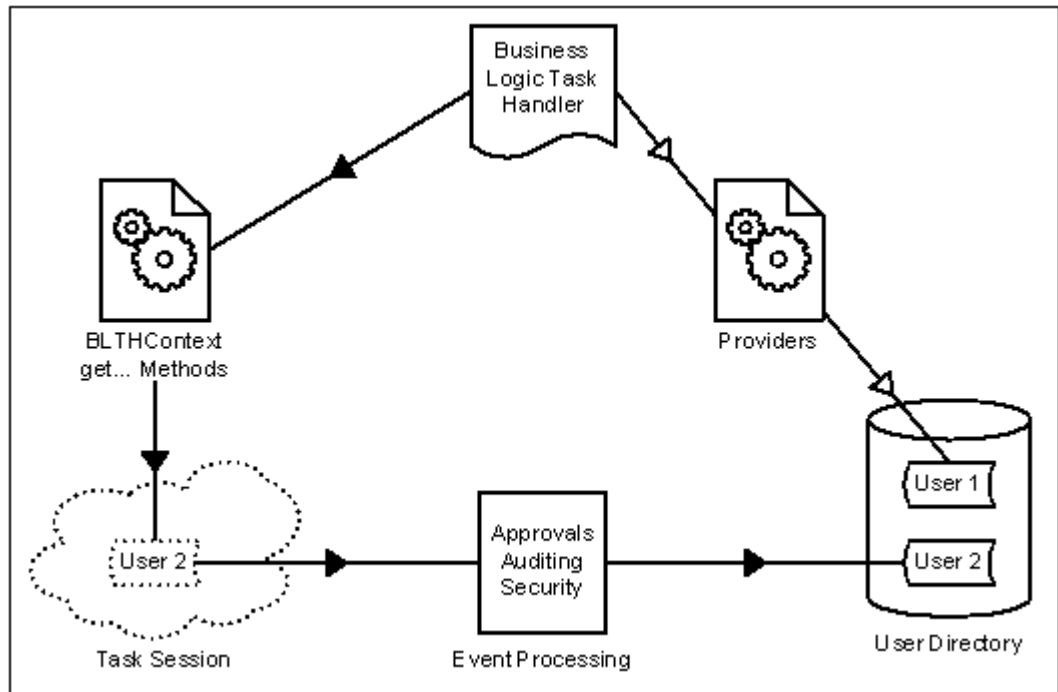 Business
Logic Task
Handler
BLTHContext
get... Methods
Providers
User 1
User 2
Approvals
Auditing
Security
User 2
Task Session
Event Processing
User Directory